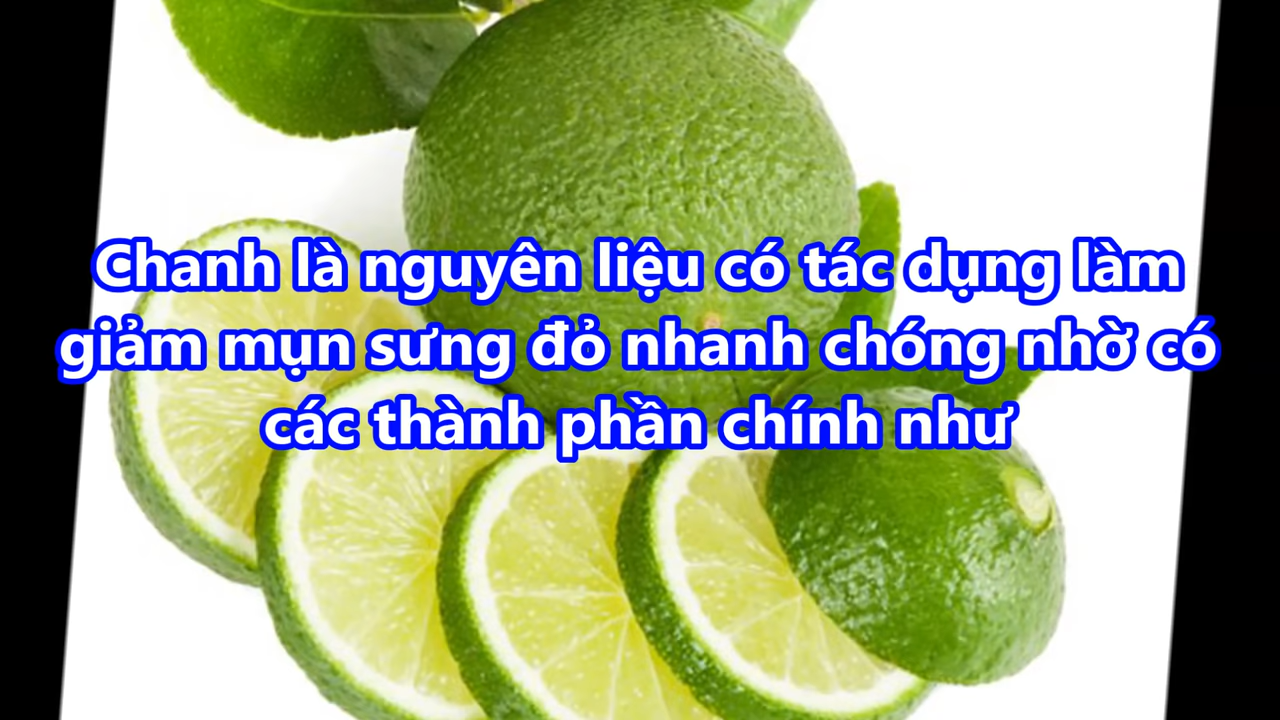 Chanh là nguyên liệu có tác dụng làm
giảm mụn sưng đỏ nhanh chóng nhờ có
các thành phần chính như